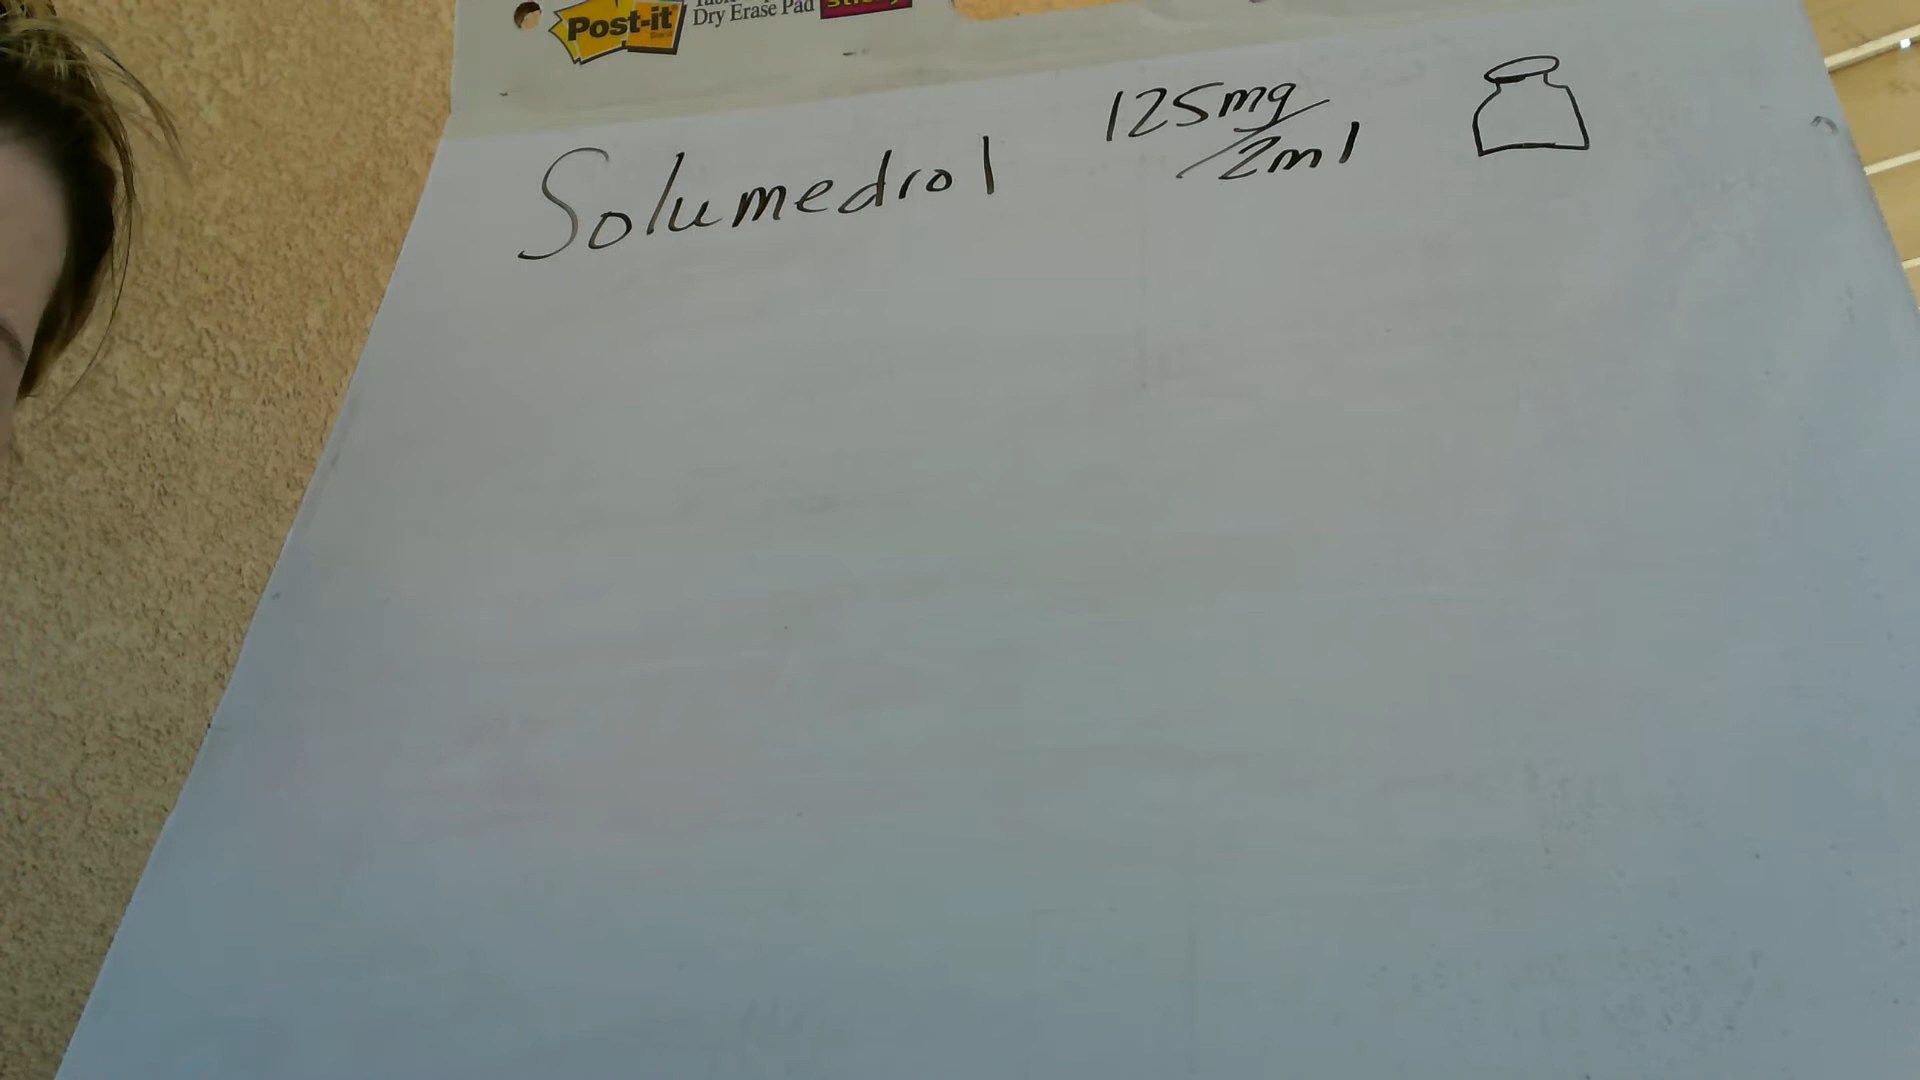 Post-it
Dry Erase Pad
Solumedrol
125mg
/2ml